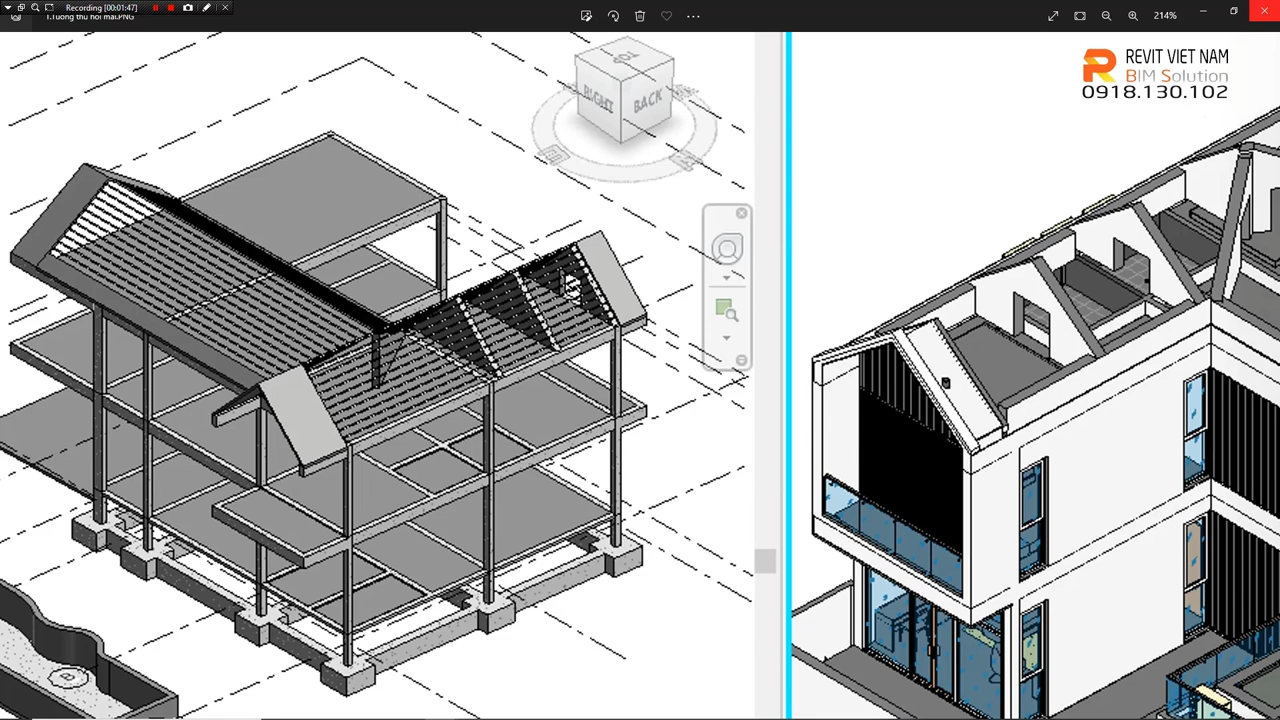 Recording [00:01:47]
1.Tuong thu hoi mai.PNG
214%
REVIT VIET NAM
BIM Solution
0918.130.102
TOP
RIGHT
BACK